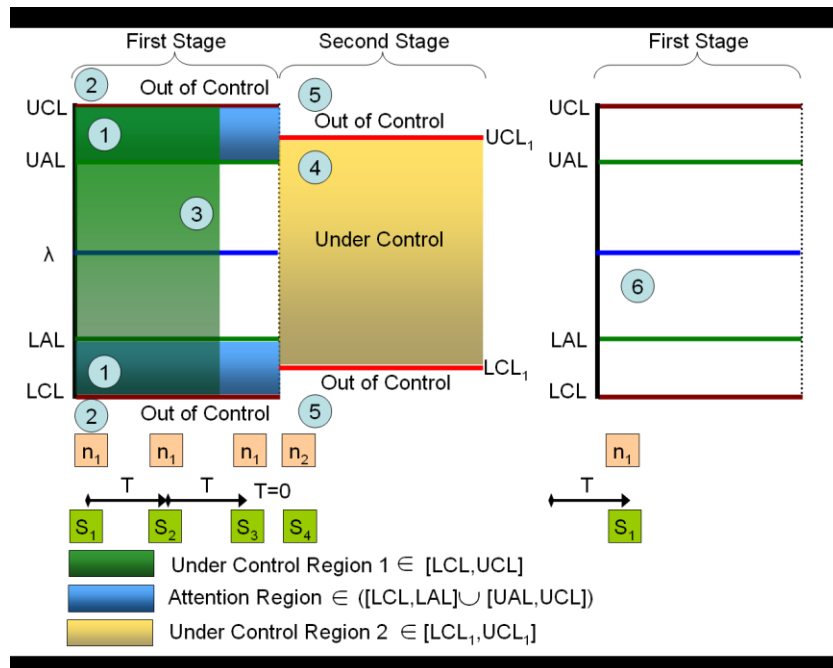 First Stage Second Stage First Stage
2 Out of Control 5 UCL
UCL Out of Control
1 UCL₁
UAL 4 UAL
3
Under Control
λ λ
6
LAL LAL
1 LCL₁
LCL Out of Control LCL
2 Out of Control 5
n₁ n₁ n₁ n₂ n₁
T T T=0 T
S₁ S₂ S₃ S₄ S₁
Under Control Region 1 ∈ [LCL,UCL]
Attention Region ∈ ([LCL,LAL]∪ [UAL,UCL])
Under Control Region 2 ∈ [LCL₁,UCL₁]